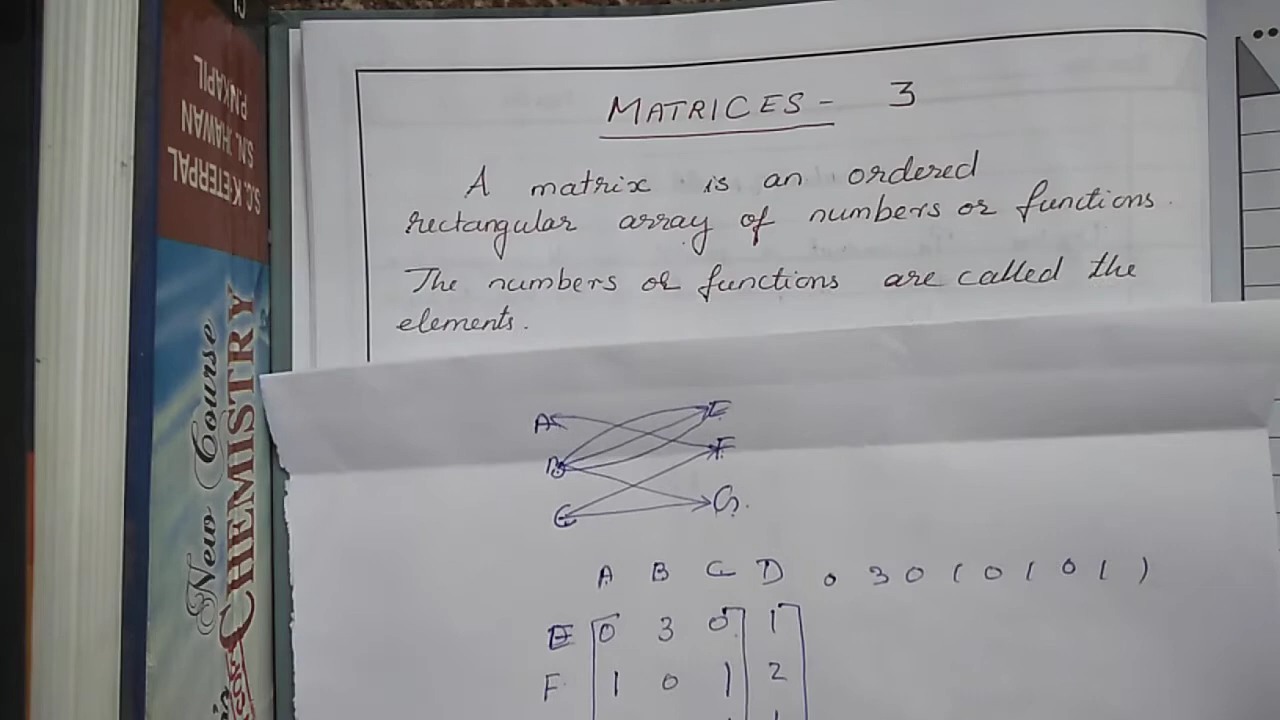 MATRICES - 3
A matrix is an ordered
rectangular array of numbers or functions.
The numbers or functions are called the
elements.
A E
B F
C G.
A B C D 0 3 0 1 0 1 0 1 )
E 0 3 0 1
F 1 0 1 2
New Course
CHEMISTRY
S.C. KHETERPAL
S.N. DHAWAN
P.N. KAPIL